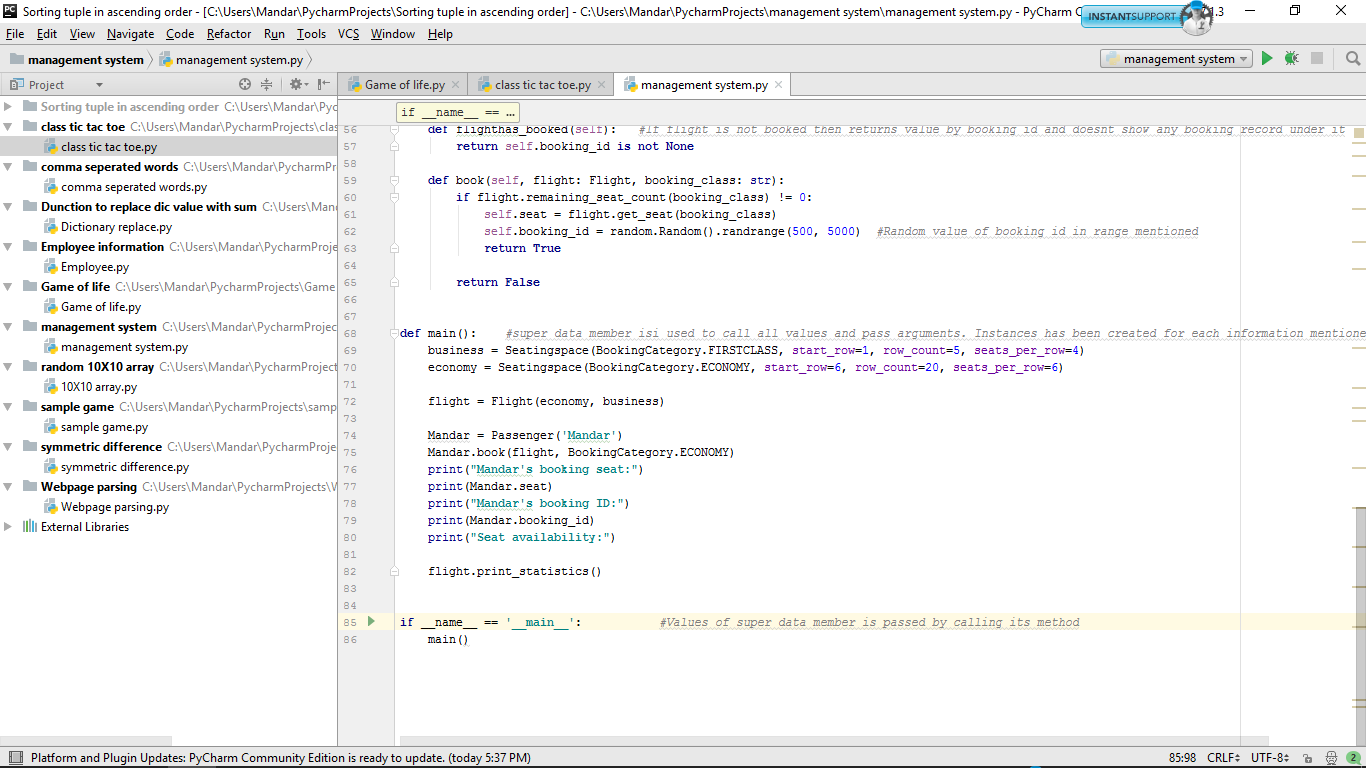 Sorting tuple in ascending order - [C:\Users\Mandar\PycharmProjects\Sorting tuple in ascending order] - C:\Users\Mandar\PycharmProjects\management system\management system.py - PyCharm C
INSTANTSUPPORT
1.3
File Edit View Navigate Code Refactor Run Tools VCS Window Help
management system management system.py
management system
Project
Game of life.py class tic tac toe.py management system.py
Sorting tuple in ascending order C:\Users\Mandar\Pyc
class tic tac toe C:\Users\Mandar\PycharmProjects\clas
class tic tac toe.py
comma seperated words C:\Users\Mandar\Pycharm
comma seperated words.py
Dunction to replace dic value with sum C:\Users\Man
Dictionary replace.py
Employee information C:\Users\Mandar\PycharmProje
Employee.py
Game of life C:\Users\Mandar\PycharmProjects\Game
Game of life.py
management system C:\Users\Mandar\PycharmProjec
management system.py
random 10X10 array C:\Users\Mandar\PycharmProject
10X10 array.py
sample game C:\Users\Mandar\PycharmProjects\samp
sample game.py
symmetric difference C:\Users\Mandar\PycharmProje
symmetric difference.py
Webpage parsing C:\Users\Mandar\PycharmProjects\W
Webpage parsing.py
External Libraries
if __name__ == ...
56 def flighthas_booked(self): #If flight is not booked then returns value by booking id and doesnt show any booking record under it
57 return self.booking_id is not None
58
59 def book(self, flight: Flight, booking_class: str):
60 if flight.remaining_seat_count(booking_class) != 0:
61 self.seat = flight.get_seat(booking_class)
62 self.booking_id = random.Random().randrange(500, 5000) #Random value of booking id in range mentioned
63 return True
64
65 return False
66
67
68 def main(): #super data member isi used to call all values and pass arguments. Instances has been created for each information mentione
69 business = Seatingspace(BookingCategory.FIRSTCLASS, start_row=1, row_count=5, seats_per_row=4)
70 economy = Seatingspace(BookingCategory.ECONOMY, start_row=6, row_count=20, seats_per_row=6)
71
72 flight = Flight(economy, business)
73
74 Mandar = Passenger('Mandar')
75 Mandar.book(flight, BookingCategory.ECONOMY)
76 print("Mandar's booking seat:")
77 print(Mandar.seat)
78 print("Mandar's booking ID:")
79 print(Mandar.booking_id)
80 print("Seat availability:")
81
82 flight.print_statistics()
83
84
85 if __name__ == '__main__': #Values of super data member is passed by calling its method
86 main()
Platform and Plugin Updates: PyCharm Community Edition is ready to update. (today 5:37 PM)
85:98 CRLF UTF-8 2